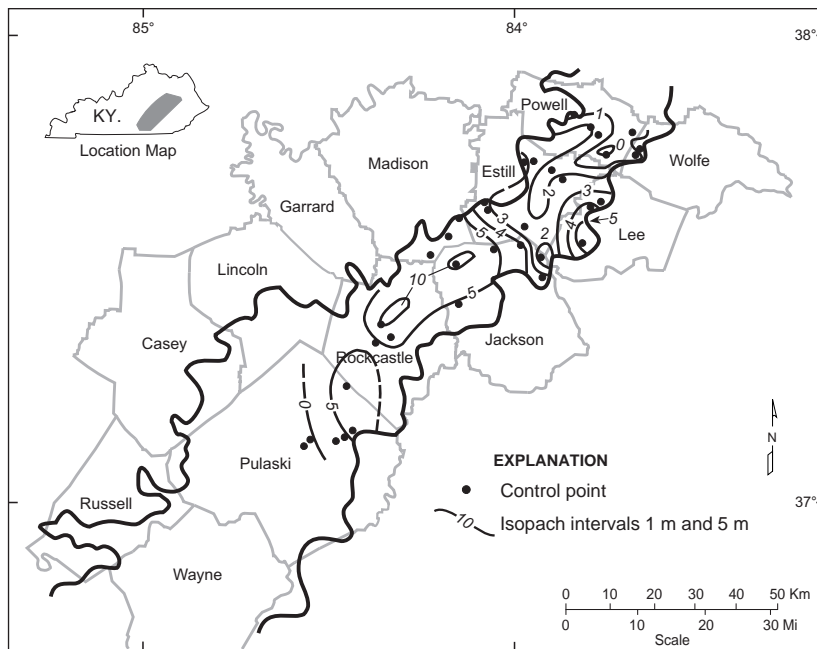 85°
84°
38°
KY.
Location Map
Powell
1
0
Wolfe
Madison
Estill
2
3
Garrard
3
4
5
4
5
2
Lee
Lincoln
10
5
Casey
Jackson
Rockcastle
0
5
N
Pulaski
EXPLANATION
Control point
Russell
37°
10 Isopach intervals 1 m and 5 m
Wayne
0 10 20 30 40 50 Km
0 10 20 30 Mi
Scale
85°
84°